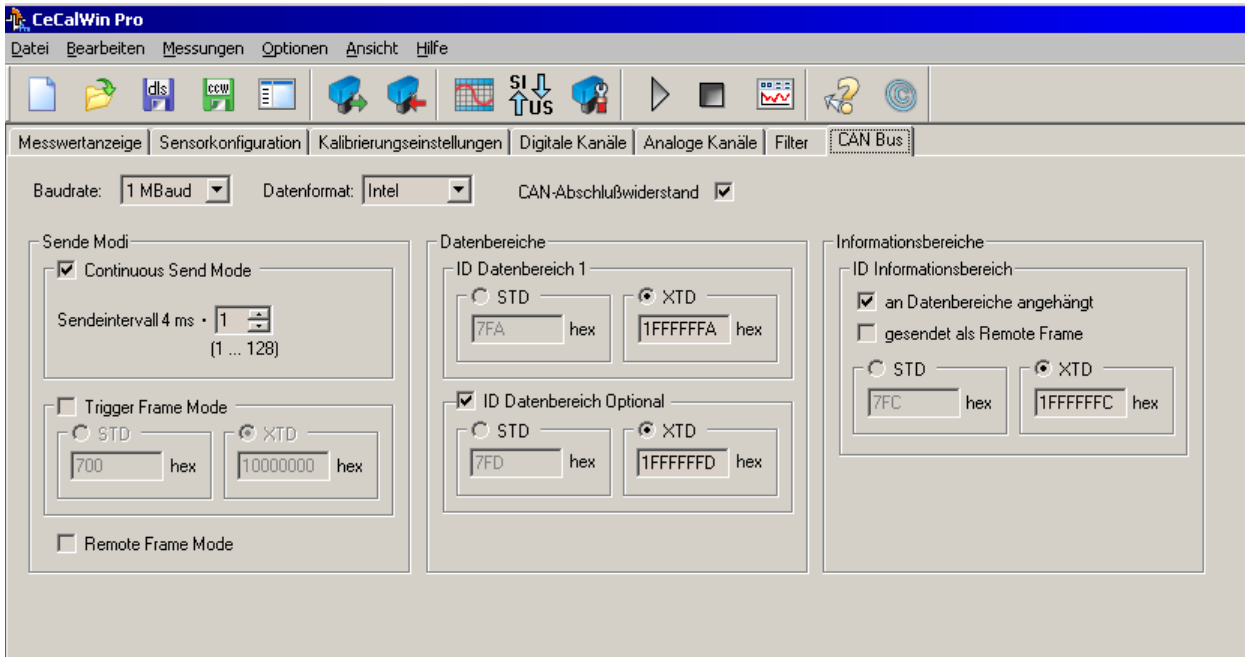 CeCalWin Pro
Datei Bearbeiten Messungen Optionen Ansicht Hilfe
dls ccw SI US
Messwertanzeige Sensorkonfiguration Kalibrierungseinstellungen Digitale Kanäle Analoge Kanäle Filter CAN Bus
Baudrate: 1 MBaud Datenformat: Intel CAN-Abschlußwiderstand
Sende Modi
Continuous Send Mode
Sendeintervall 4 ms · 1
(1 ... 128)
Trigger Frame Mode
STD XTD
700 hex 10000000 hex
Remote Frame Mode
Datenbereiche
ID Datenbereich 1
STD XTD
7FA hex 1FFFFFFA hex
ID Datenbereich Optional
STD XTD
7FD hex 1FFFFFFD hex
Informationsbereiche
ID Informationsbereich
an Datenbereiche angehängt
gesendet als Remote Frame
STD XTD
7FC hex 1FFFFFFC hex